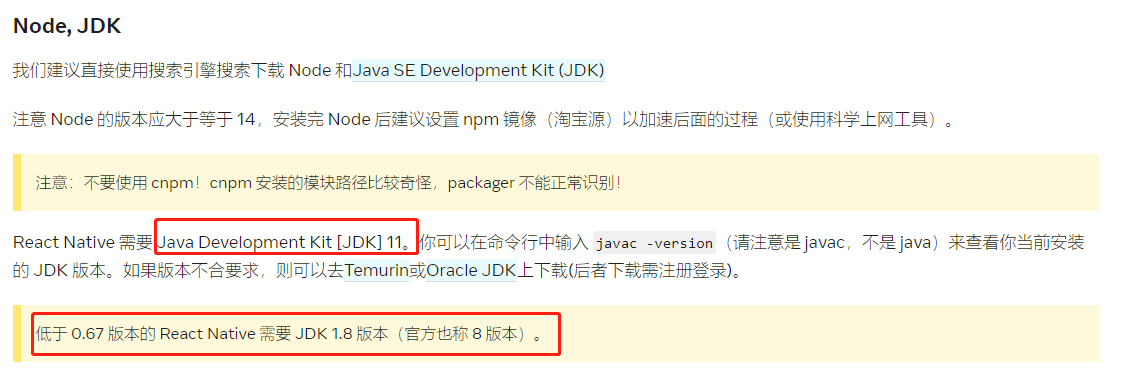 Node, JDK
我们建议直接使用搜索引擎搜索下载 Node 和Java SE Development Kit (JDK)
注意 Node 的版本应大于等于 14，安装完 Node 后建议设置 npm 镜像（淘宝源）以加速后面的过程（或使用科学上网工具）。
注意：不要使用 cnpm！cnpm 安装的模块路径比较奇怪，packager 不能正常识别！
React Native 需要 Java Development Kit [JDK] 11。你可以在命令行中输入 javac -version（请注意是 javac，不是 java）来查看你当前安装
的 JDK 版本。如果版本不合要求，则可以去Temurin或Oracle JDK上下载(后者下载需注册登录)。
低于 0.67 版本的 React Native 需要 JDK 1.8 版本（官方也称 8 版本）。